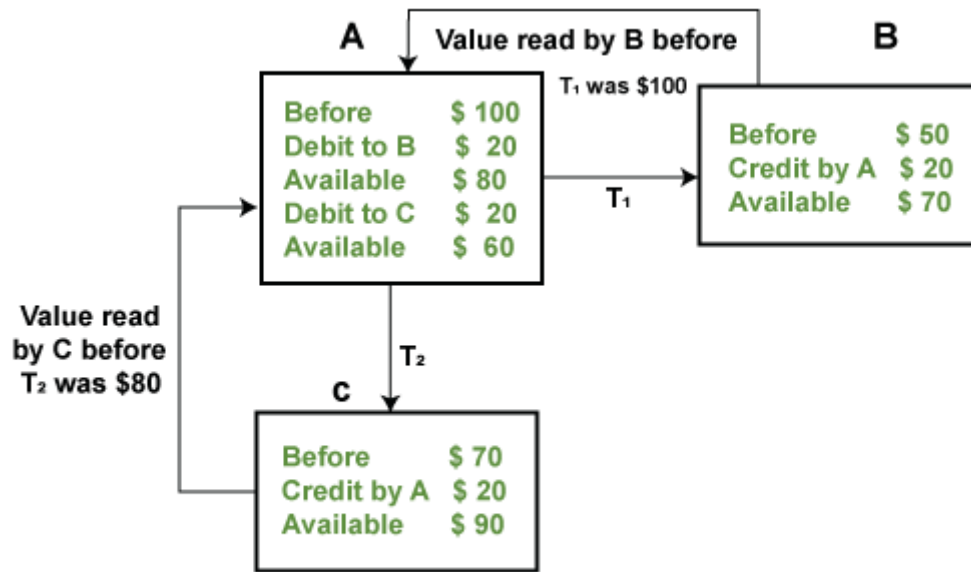 A
Value read by B before
T₁ was $100
B
Before $ 100
Debit to B $ 20
Available $ 80
Debit to C $ 20
Available $ 60
T₁
Before $ 50
Credit by A $ 20
Available $ 70
Value read
by C before
T₂ was $80
T₂
c
Before $ 70
Credit by A $ 20
Available $ 90